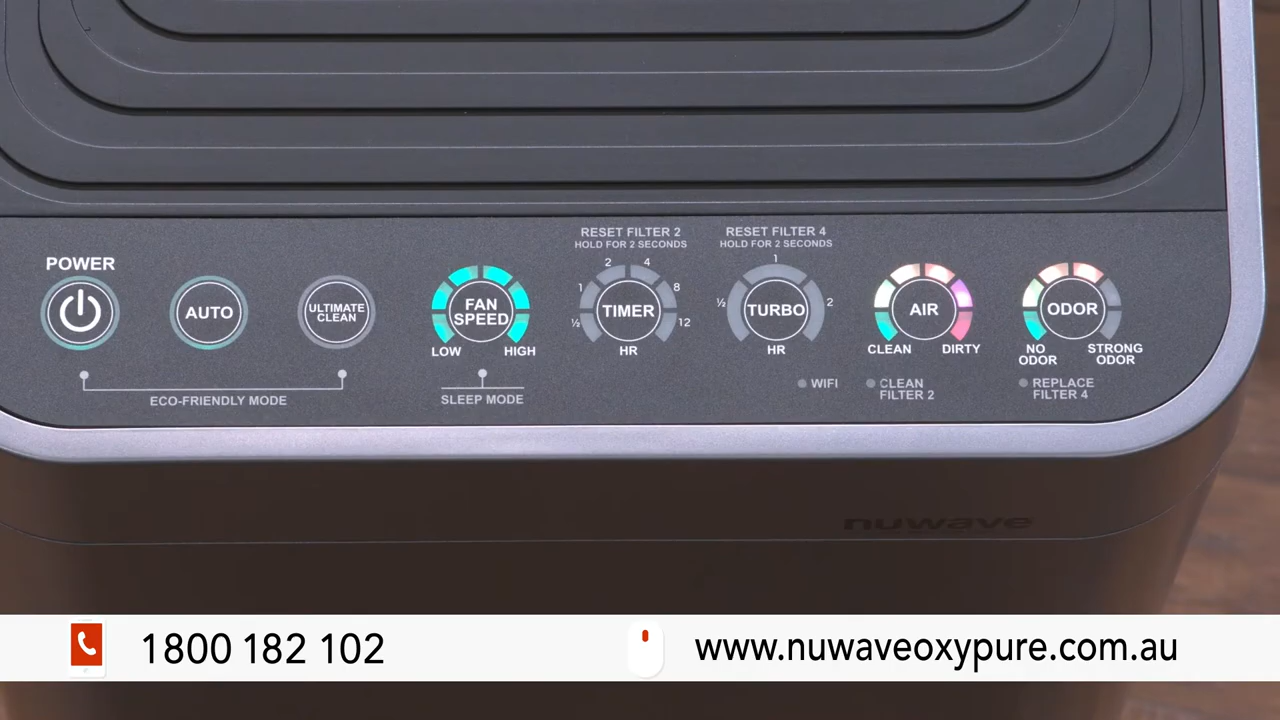 POWER
AUTO
ULTIMATE
CLEAN
ECO-FRIENDLY MODE
FAN
SPEED
LOW
HIGH
SLEEP MODE
RESET FILTER 2
HOLD FOR 2 SECONDS
½
1
2
4
8
12
TIMER
HR
RESET FILTER 4
HOLD FOR 2 SECONDS
½
1
2
TURBO
HR
WIFI
AIR
CLEAN
DIRTY
CLEAN
FILTER 2
ODOR
NO
ODOR
STRONG
ODOR
REPLACE
FILTER 4
nuwave
1800 182 102
www.nuwaveoxypure.com.au